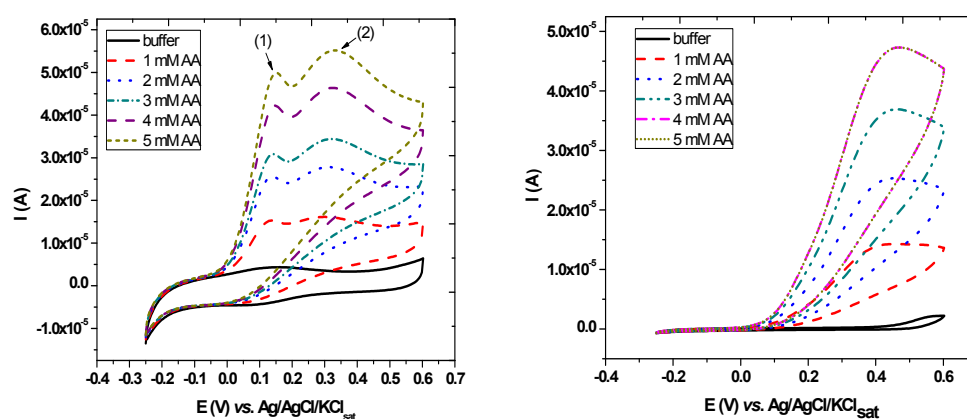 6.0x10⁻⁵
5.0x10⁻⁵
4.0x10⁻⁵
3.0x10⁻⁵
2.0x10⁻⁵
1.0x10⁻⁵
0.0
-1.0x10⁻⁵
I (A)
buffer
1 mM AA
2 mM AA
3 mM AA
4 mM AA
5 mM AA
(1)
(2)
-0.4 -0.3 -0.2 -0.1 0.0 0.1 0.2 0.3 0.4 0.5 0.6 0.7
E (V) vs. Ag/AgCl/KCl_sat
5.0x10⁻⁵
4.0x10⁻⁵
3.0x10⁻⁵
2.0x10⁻⁵
1.0x10⁻⁵
0.0
I (A)
buffer
1 mM AA
2 mM AA
3 mM AA
4 mM AA
5 mM AA
-0.4 -0.2 0.0 0.2 0.4 0.6
E (V) vs. Ag/AgCl/KCl_sat